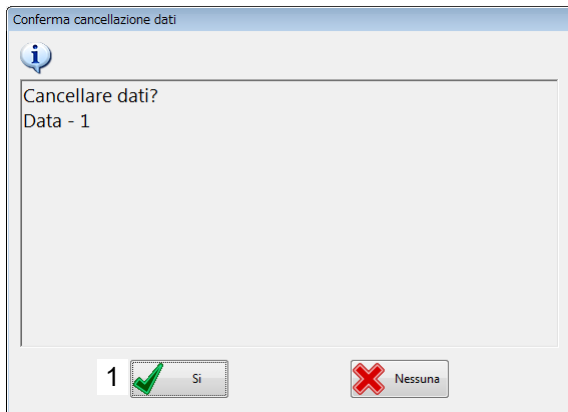 Conferma cancellazione dati
Cancellare dati?
Data - 1
1 Si Nessuna